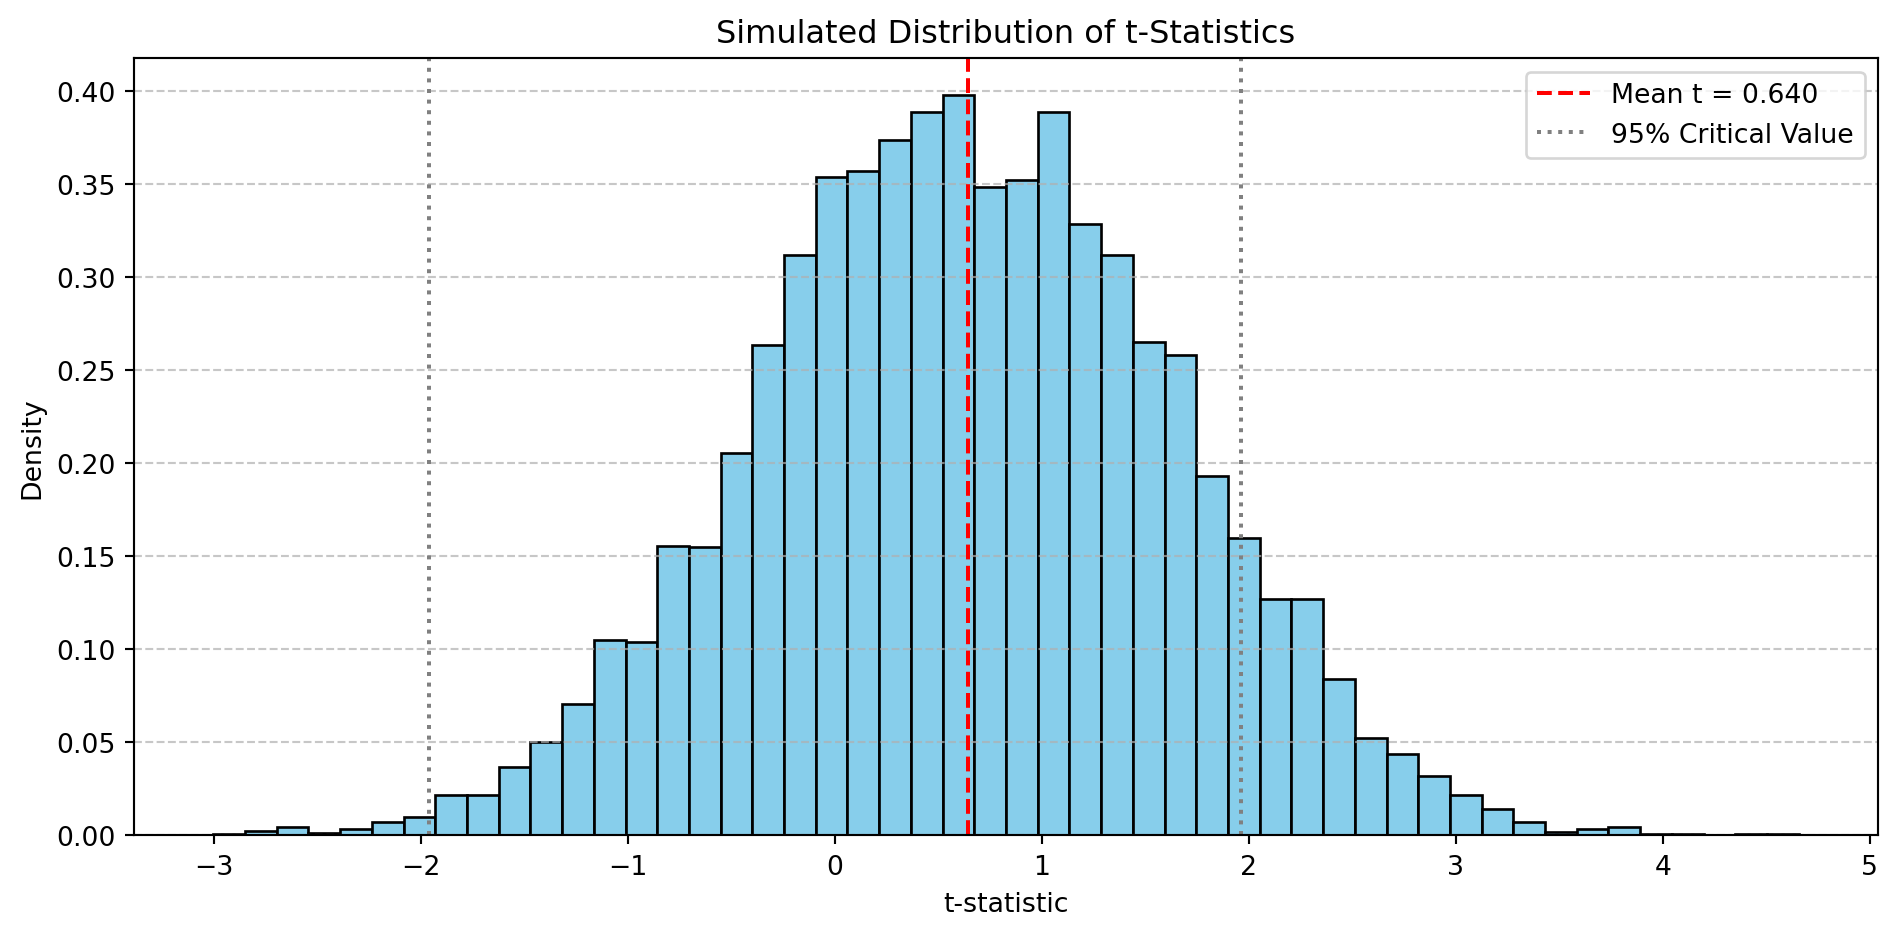 Simulated Distribution of t-Statistics
Mean t = 0.640
95% Critical Value
Density
0.40
0.35
0.30
0.25
0.20
0.15
0.10
0.05
0.00
−3 −2 −1 0 1 2 3 4 5
t-statistic